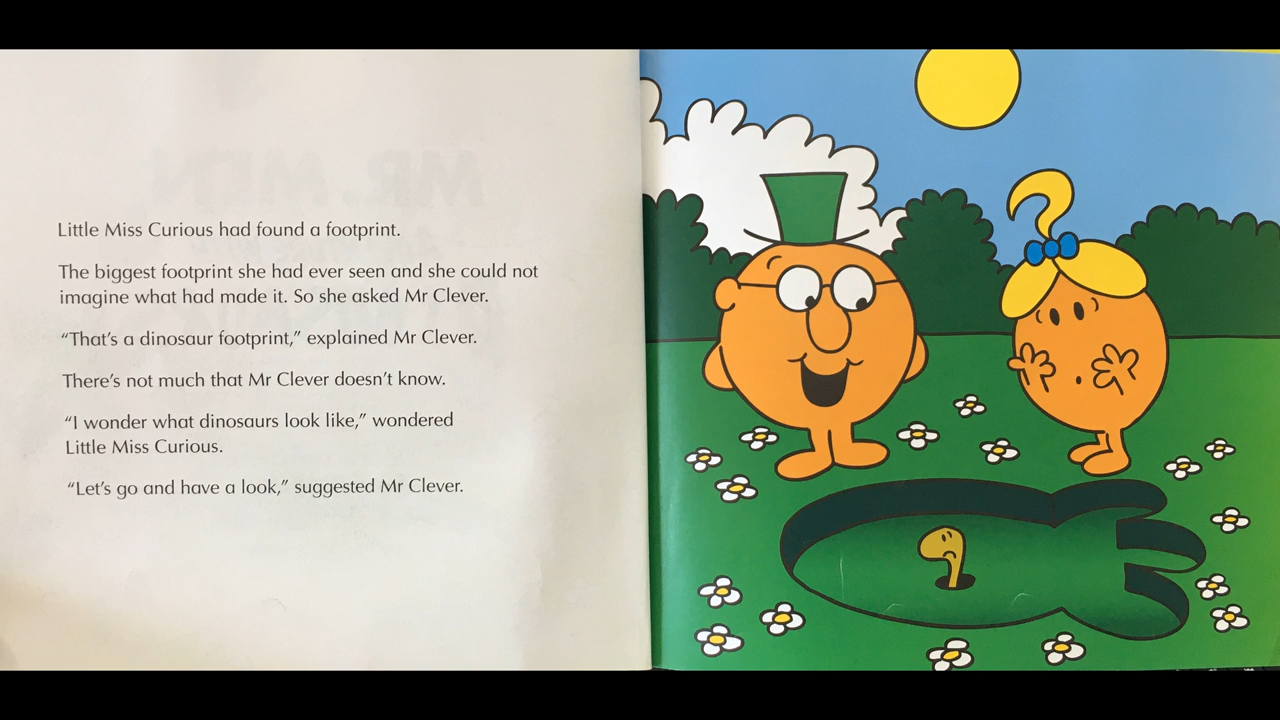 Little Miss Curious had found a footprint.
The biggest footprint she had ever seen and she could not
imagine what had made it. So she asked Mr Clever.
“That’s a dinosaur footprint,” explained Mr Clever.
There’s not much that Mr Clever doesn’t know.
“I wonder what dinosaurs look like,” wondered
Little Miss Curious.
“Let’s go and have a look,” suggested Mr Clever.